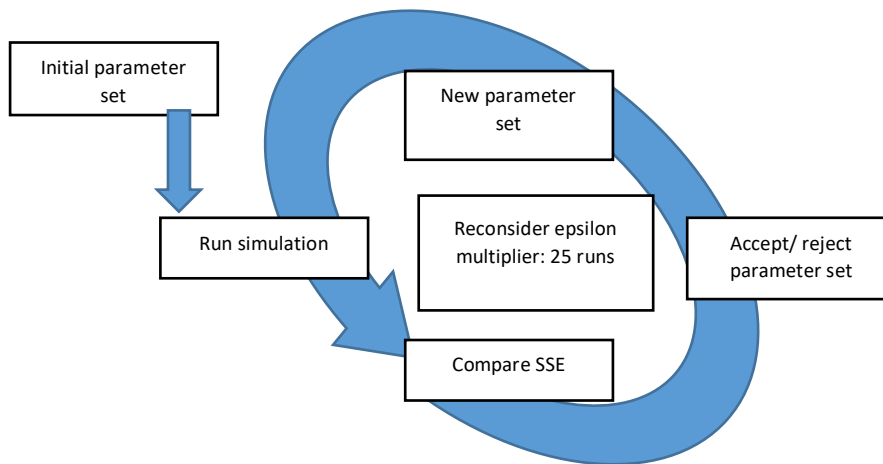 Initial parameter
set
New parameter
set
Run simulation
Reconsider epsilon
multiplier: 25 runs
Accept/ reject
parameter set
Compare SSE